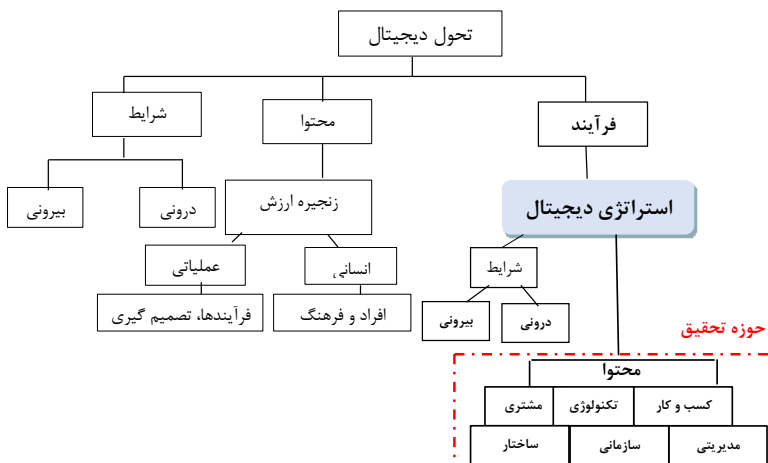 تحول دیجیتال
فرآیند
محتوا
شرایط
استراتژی دیجیتال
زنجیره ارزش
درونی
بیرونی
شرایط
انسانی
عملیاتی
درونی
بیرونی
افراد و فرهنگ
فرآیندها، تصمیم گیری
حوزه تحقیق
محتوا
کسب و کار
تکنولوژی
مشتری
مدیریتی
سازمانی
ساختار